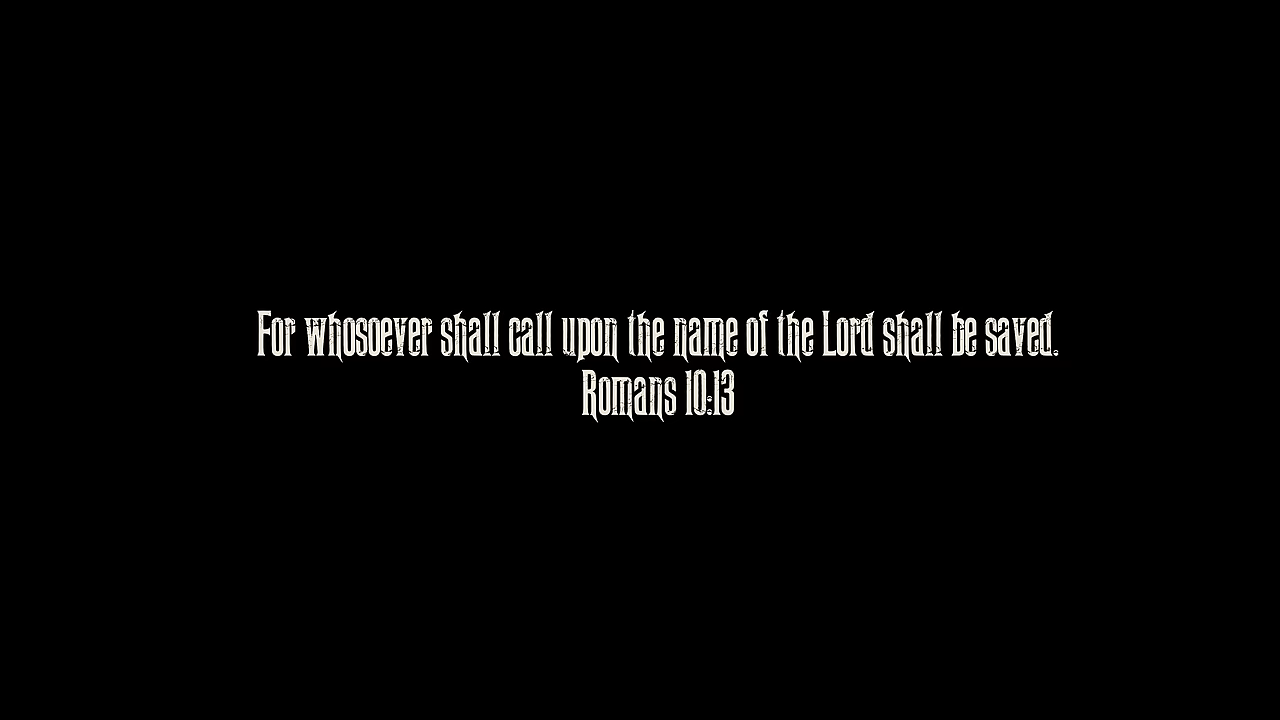 For whosoever shall call upon the name of the Lord shall be saved.
Romans 10:13